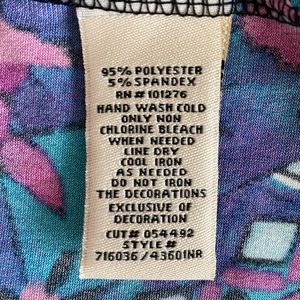 95% POLYESTER
5% SPANDEX
RN# 101276
HAND WASH COLD
ONLY NON
CHLORINE BLEACH
WHEN NEEDED
LINE DRY
COOL IRON
AS NEEDED
DO NOT IRON
THE DECORATIONS
EXCLUSIVE OF
DECORATION
CUT# 054492
STYLE#
716036/43601NR